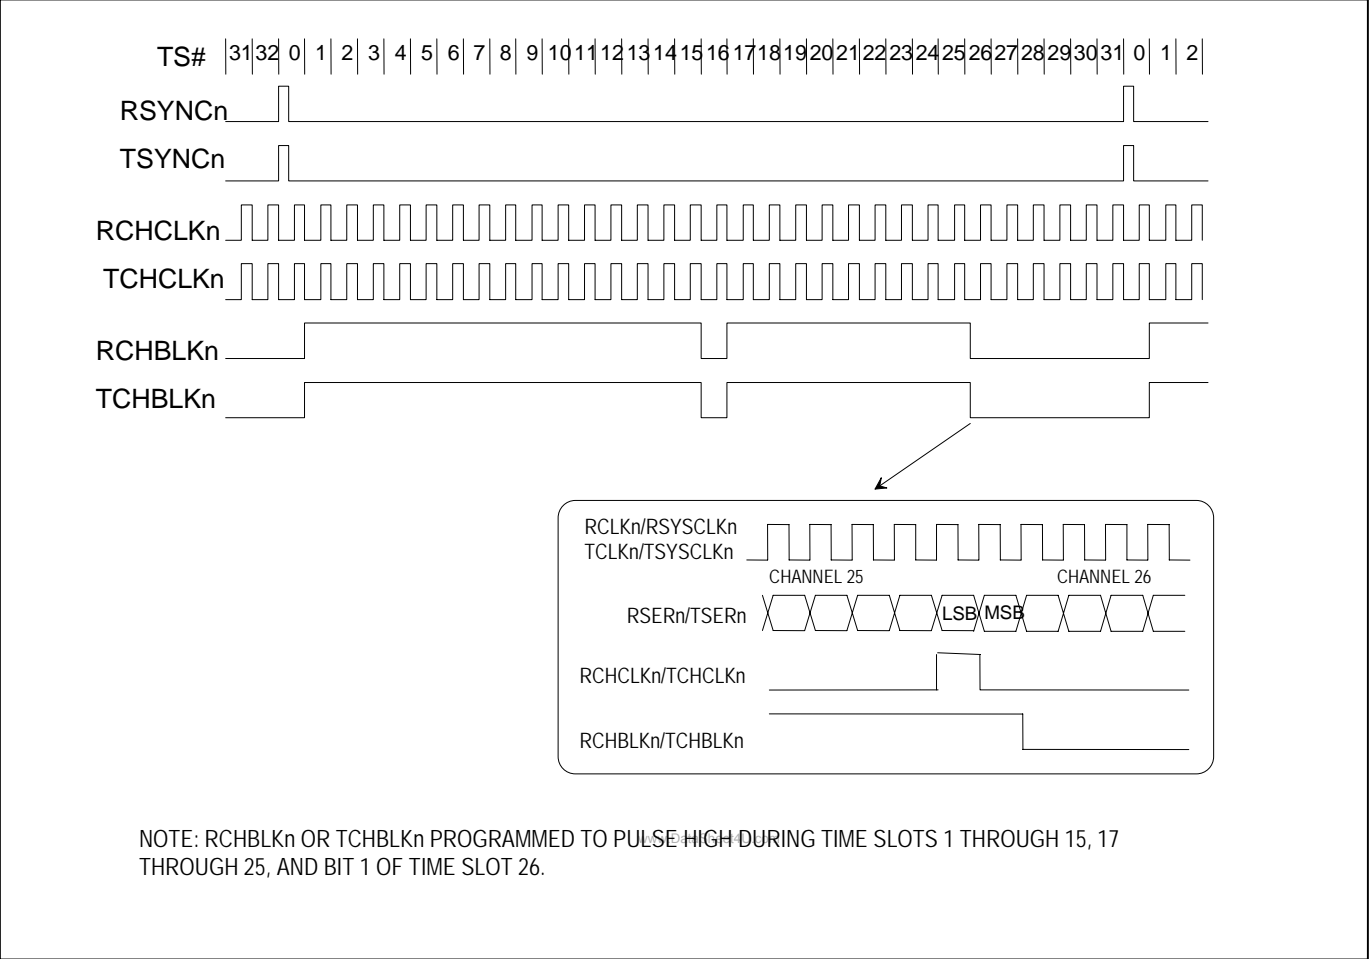 TS# 31 32 0 1 2 3 4 5 6 7 8 9 10 11 12 13 14 15 16 17 18 19 20 21 22 23 24 25 26 27 28 29 30 31 0 1 2
RSYNCn
TSYNCn
RCHCLKn
TCHCLKn
RCHBLKn
TCHBLKn
RCLKn/RSYSCLKn
TCLKn/TSYSCLKn
CHANNEL 25 CHANNEL 26
RSERn/TSERn LSB MSB
RCHCLKn/TCHCLKn
RCHBLKn/TCHBLKn
NOTE: RCHBLKn OR TCHBLKn PROGRAMMED TO PULSE HIGH DURING TIME SLOTS 1 THROUGH 15, 17
THROUGH 25, AND BIT 1 OF TIME SLOT 26.
www.DataSheet4U.com